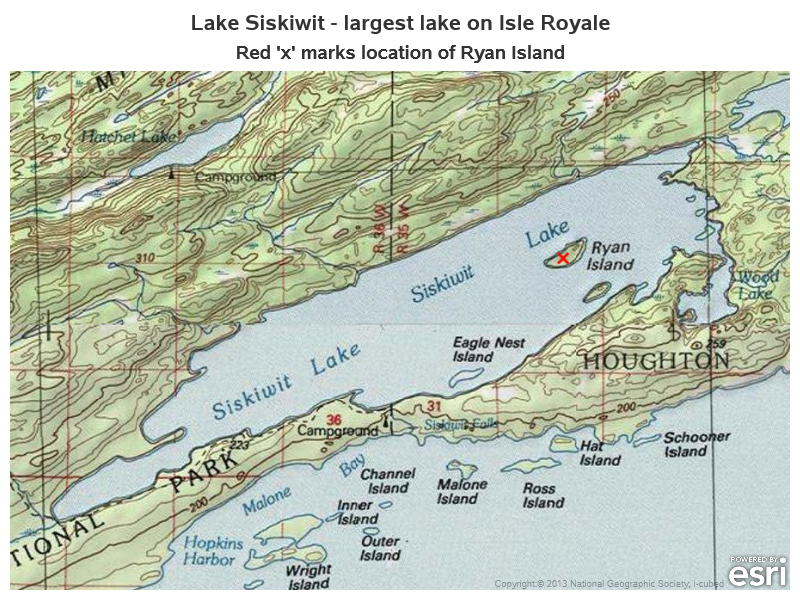 Lake Siskiwit - largest lake on Isle Royale
Red 'x' marks location of Ryan Island
M
Hatchet Lake
Campground
250
R 36 W
R 35 W
310
Lake
Siskiwit
Ryan
Island
Wood
Lake
Eagle Nest
Island
259
HOUGHTON
Siskiwit Lake
36
31
200
Campground
Siskiwit Falls
6
223
PARK
Bay
Hat
Island
Schooner
Island
Channel
Island
Malone
Island
Ross
Island
200
Malone
Inner
Island
TIONAL
Hopkins
Harbor
Outer
Island
Wright
Island
POWERED BY
esri
Copyright:© 2013 National Geographic Society, i-cubed